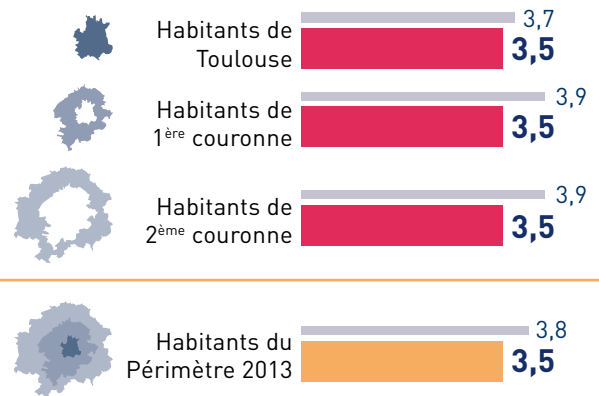 3,7
Habitants de
Toulouse
3,5
3,9
Habitants de
1ère couronne
3,5
3,9
Habitants de
2ème couronne
3,5
3,8
Habitants du
Périmètre 2013
3,5